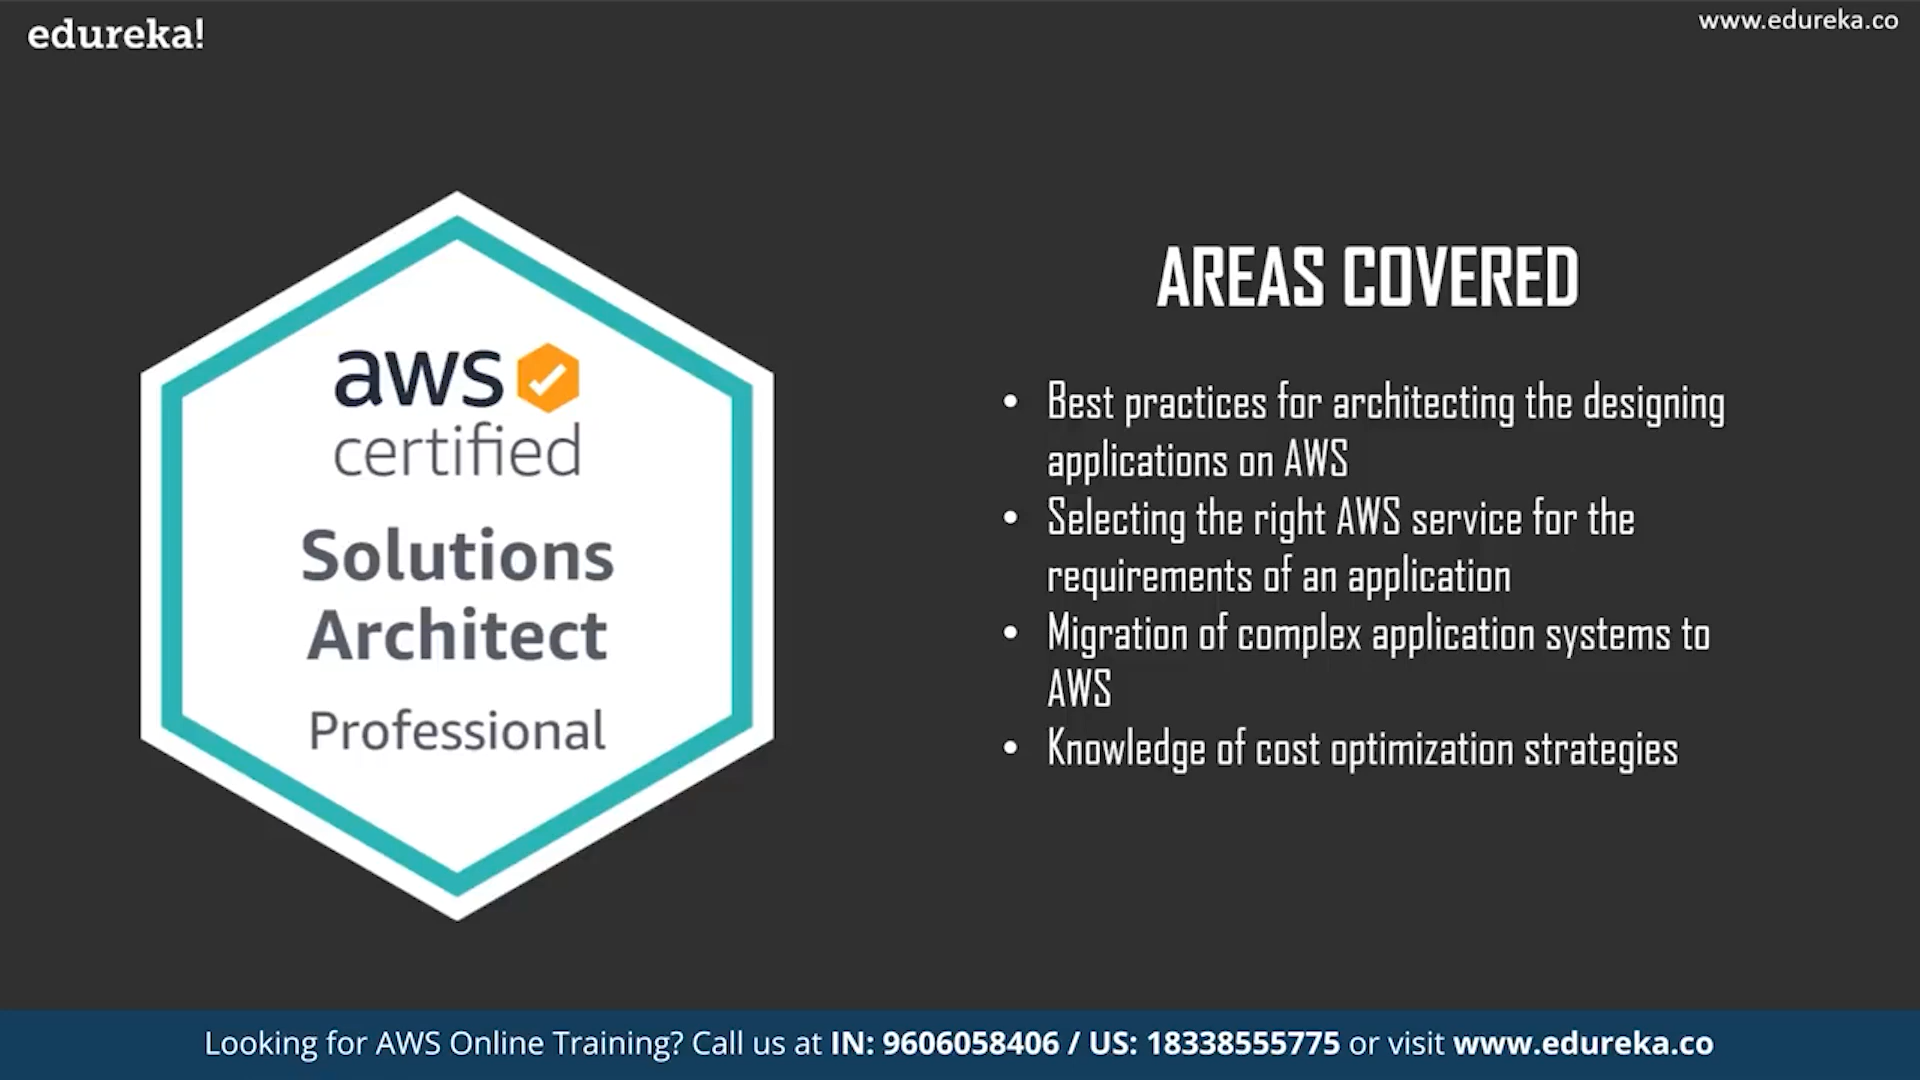 edureka!
www.edureka.co
aws
certified
Solutions
Architect
Professional
AREAS COVERED
• Best practices for architecting the designing
applications on AWS
• Selecting the right AWS service for the
requirements of an application
• Migration of complex application systems to
AWS
• Knowledge of cost optimization strategies
Looking for AWS Online Training? Call us at IN: 9606058406 / US: 18338555775 or visit www.edureka.co